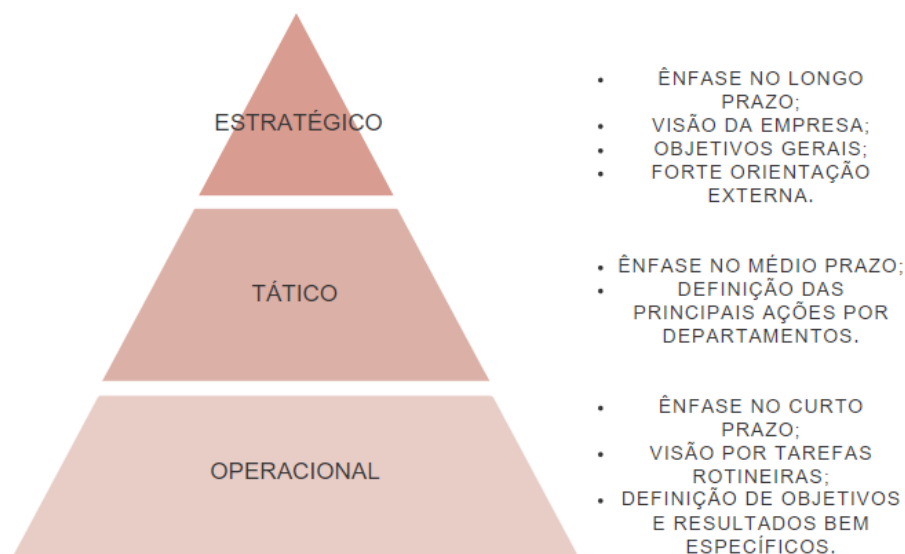 ESTRATÉGICO
• ÊNFASE NO LONGO
PRAZO;
• VISÃO DA EMPRESA;
• OBJETIVOS GERAIS;
• FORTE ORIENTAÇÃO
EXTERNA.
TÁTICO
• ÊNFASE NO MÉDIO PRAZO;
• DEFINIÇÃO DAS
PRINCIPAIS AÇÕES POR
DEPARTAMENTOS.
OPERACIONAL
• ÊNFASE NO CURTO
PRAZO;
• VISÃO POR TAREFAS
ROTINEIRAS;
• DEFINIÇÃO DE OBJETIVOS
E RESULTADOS BEM
ESPECÍFICOS.